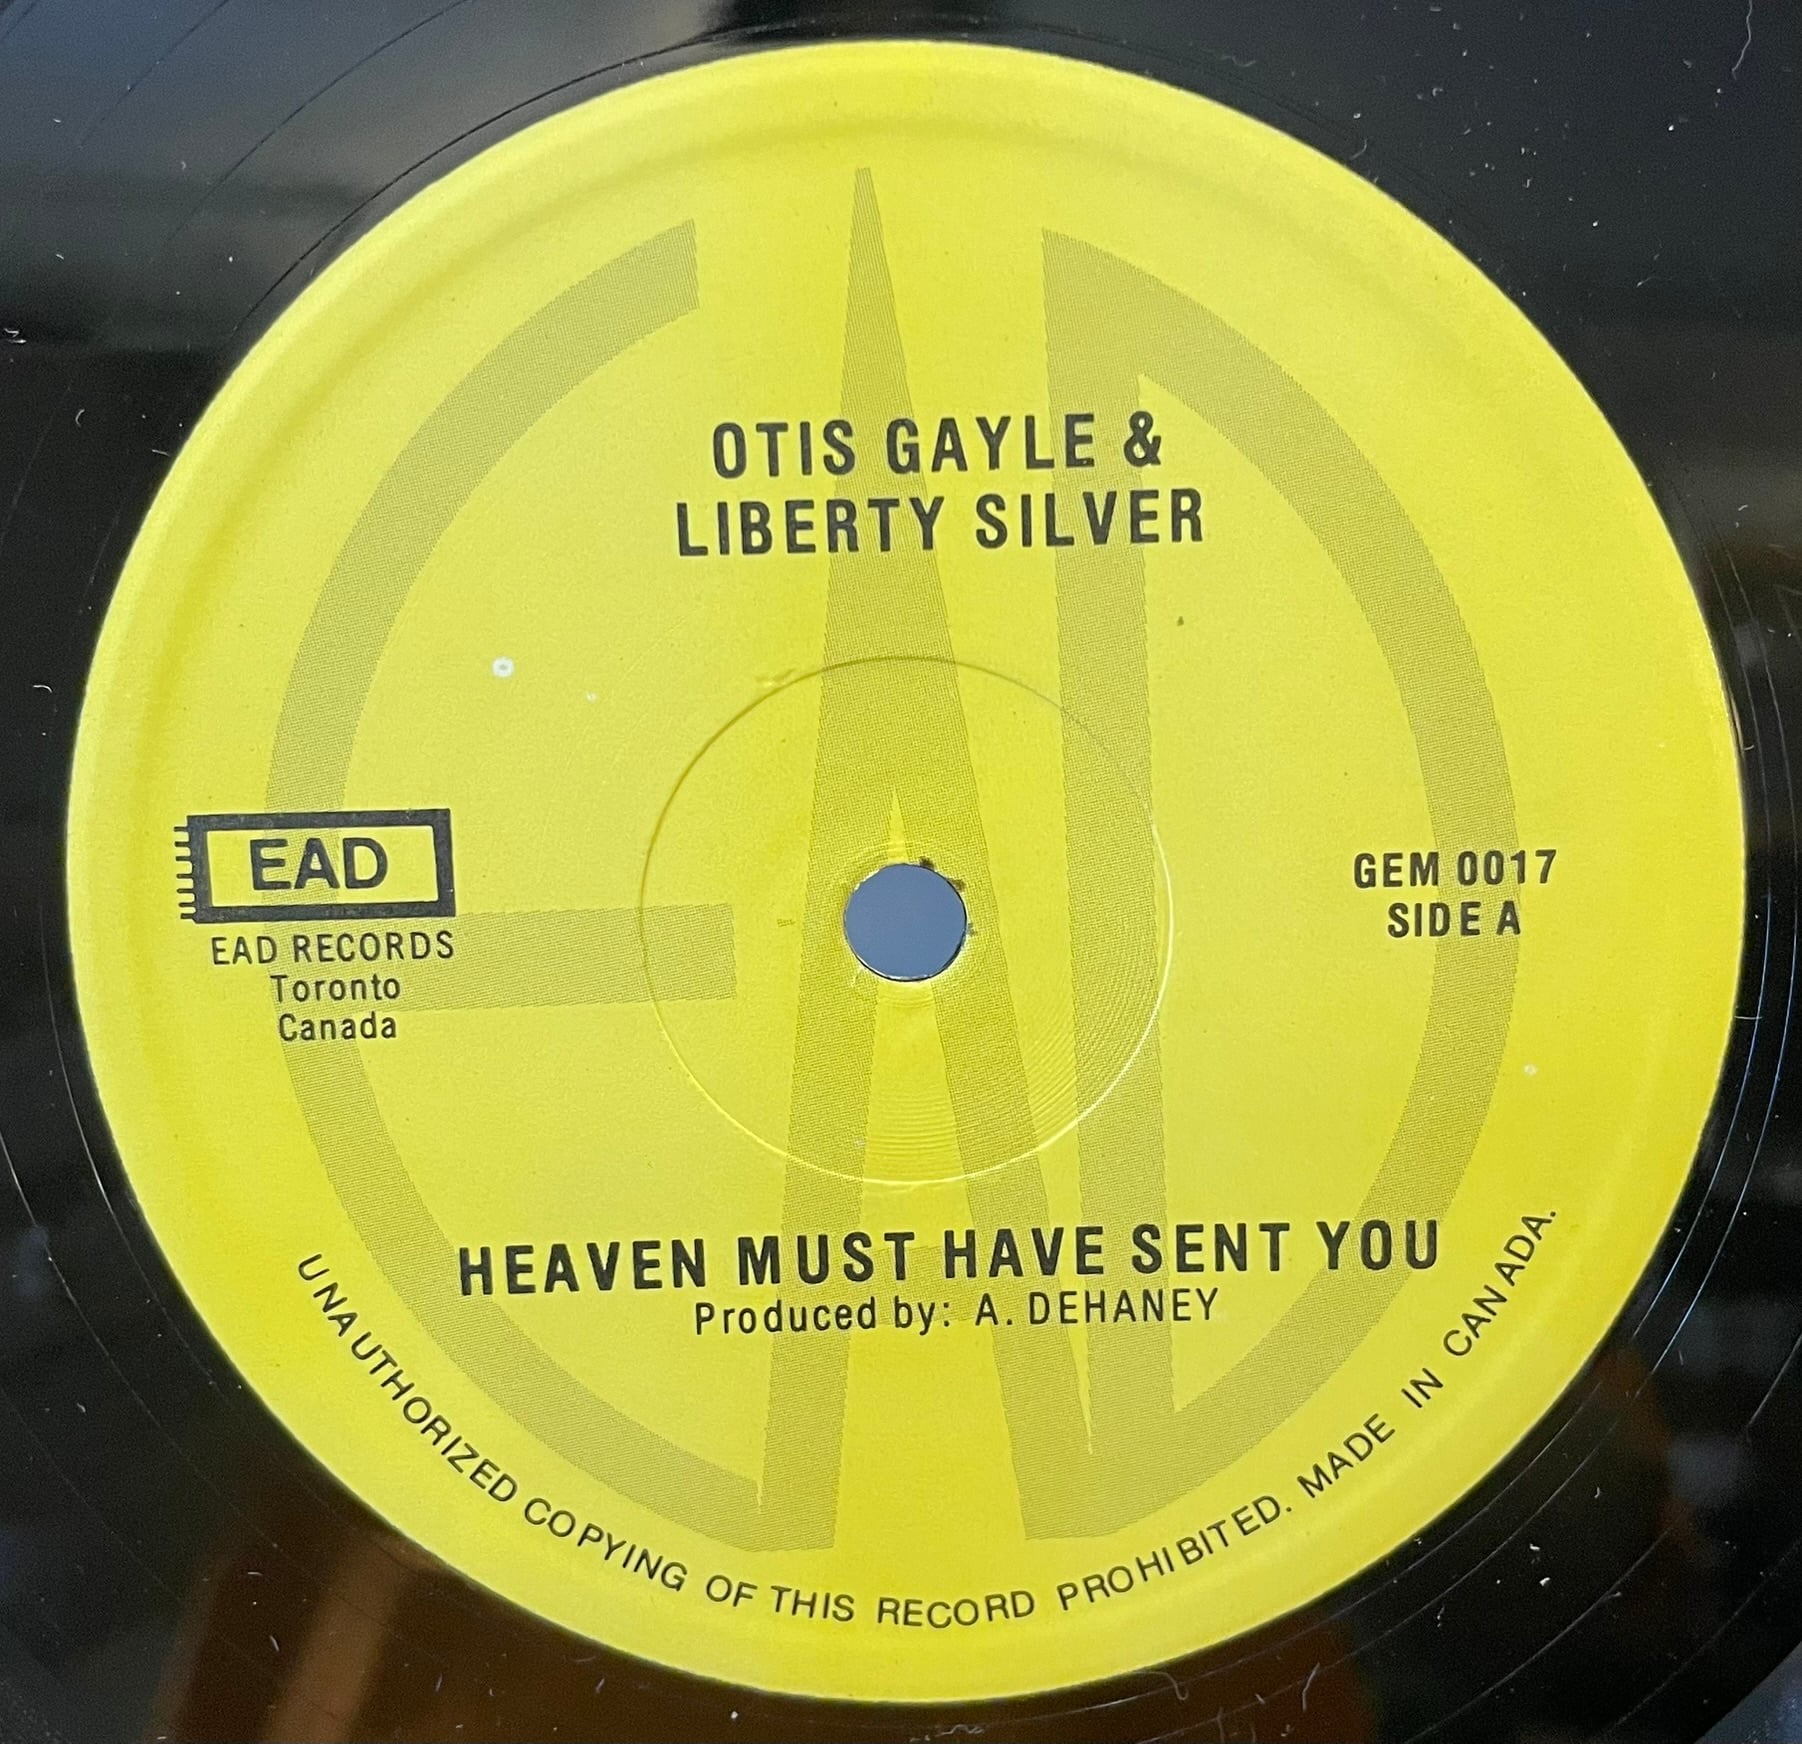 OTIS GAYLE &
LIBERTY SILVER
EAD
EAD RECORDS
Toronto
Canada
GEM 0017
SIDE A
HEAVEN MUST HAVE SENT YOU
Produced by: A. DEHANEY
UNAUTHORIZED COPYING OF THIS RECORD PROHIBITED. MADE IN CANADA.
EAD